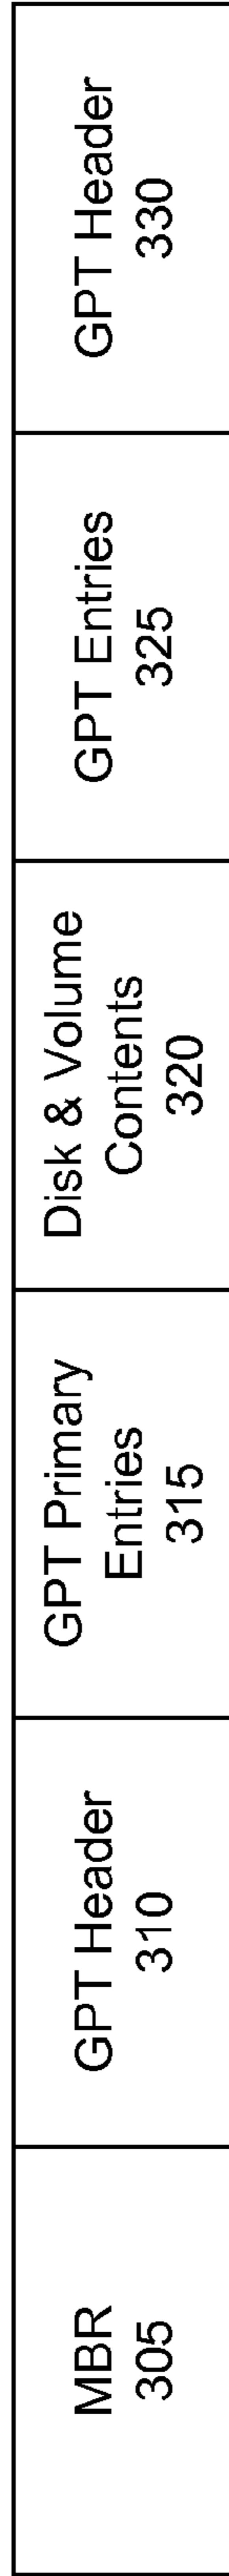 MBR
305
GPT Header
310
GPT Primary
Entries
315
Disk & Volume
Contents
320
GPT Entries
325
GPT Header
330